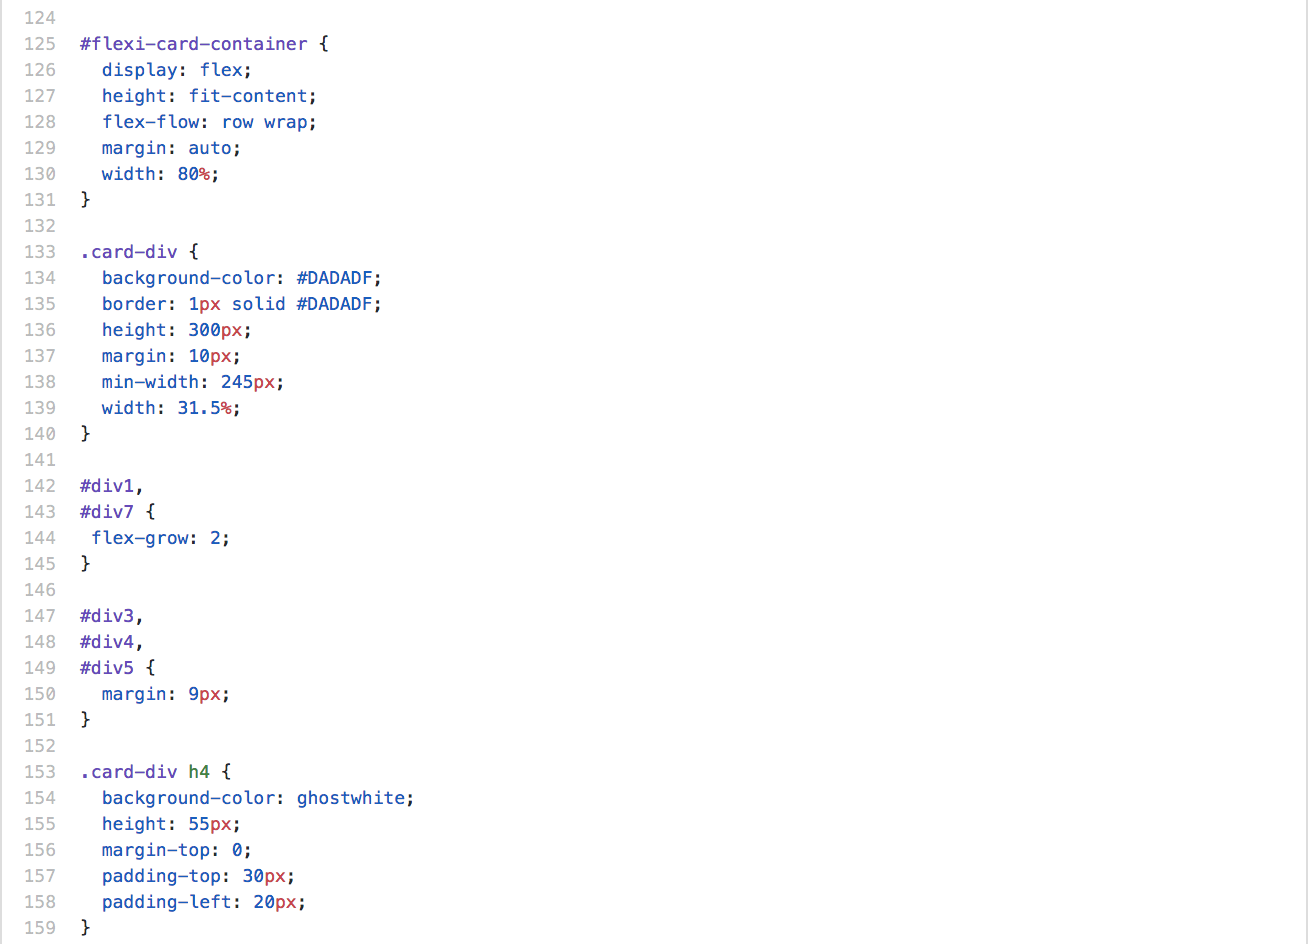 124
125 #flexi-card-container {
126   display: flex;
127   height: fit-content;
128   flex-flow: row wrap;
129   margin: auto;
130   width: 80%;
131 }
132
133 .card-div {
134   background-color: #DADADF;
135   border: 1px solid #DADADF;
136   height: 300px;
137   margin: 10px;
138   min-width: 245px;
139   width: 31.5%;
140 }
141
142 #div1,
143 #div7 {
144  flex-grow: 2;
145 }
146
147 #div3,
148 #div4,
149 #div5 {
150   margin: 9px;
151 }
152
153 .card-div h4 {
154   background-color: ghostwhite;
155   height: 55px;
156   margin-top: 0;
157   padding-top: 30px;
158   padding-left: 20px;
159 }